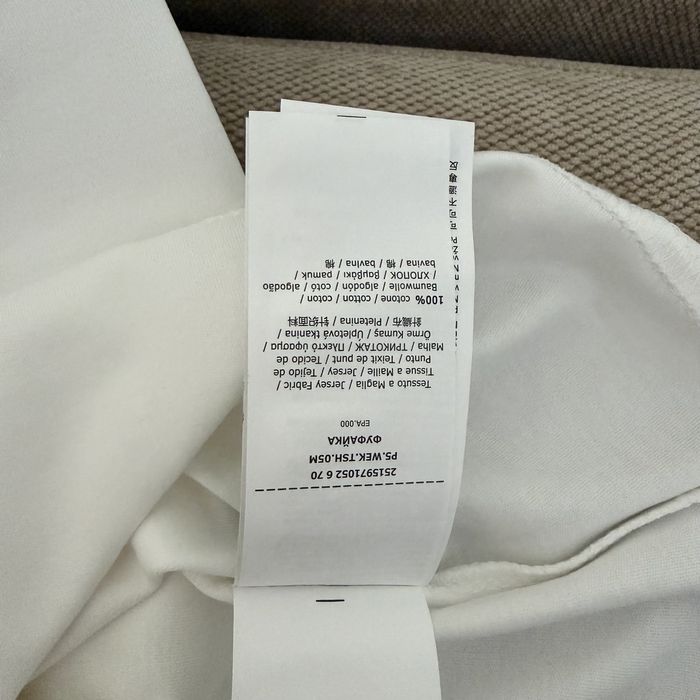 2515971052 6 70
P5.WEK.TSH.05M
ФУФАЙКА
EPA.000
Tessuto a Maglia / Jersey Fabric /
Tissue a Maille / Jersey / Tejido de
Punto / Teixit de punt / Tecido de
Malha / ТРИКОТАЖ / Πλεκτό ύφασμα
Örme Kumaş / Úpletová tkanina /
針織布 / Pletenina / 针织面料
100% cotone / cotton / coton /
Baumwolle / algodón / cotó / algodão
/ ХЛОПОК / βαμβάκι / pamuk /
bavlna / 棉 / bavlna / 棉